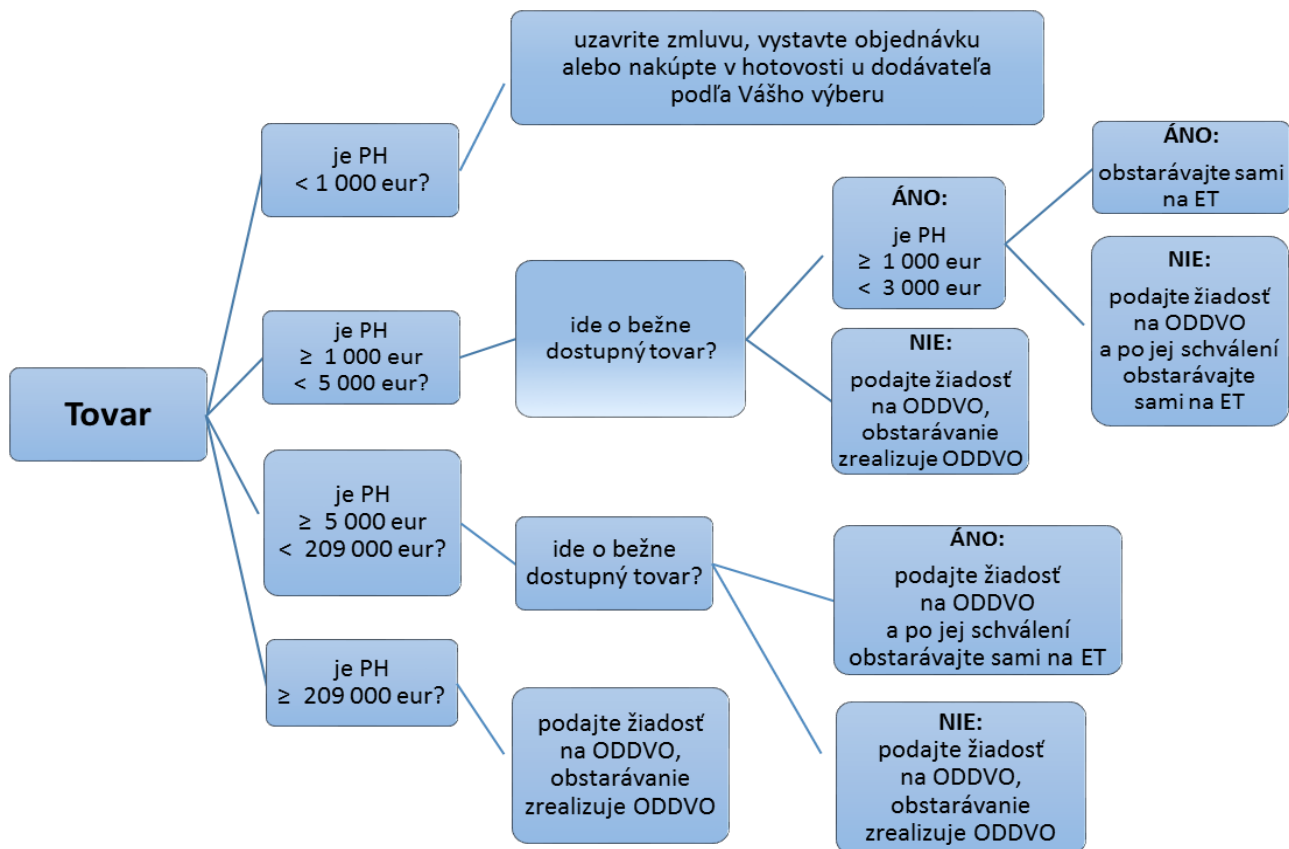 Tovar
je PH
< 1 000 eur?
uzavrite zmluvu, vystavte objednávku
alebo nakúpte v hotovosti u dodávateľa
podľa Vášho výberu
je PH
≥ 1 000 eur
< 5 000 eur?
ide o bežne
dostupný tovar?
ÁNO:
je PH
≥ 1 000 eur
< 3 000 eur
ÁNO:
obstarávajte sami
na ET
NIE:
podajte žiadosť
na ODDVO
a po jej schválení
obstarávajte
sami na ET
NIE:
podajte žiadosť
na ODDVO,
obstarávanie
zrealizuje ODDVO
je PH
≥ 5 000 eur
< 209 000 eur?
ide o bežne
dostupný tovar?
ÁNO:
podajte žiadosť
na ODDVO
a po jej schválení
obstarávajte sami na ET
NIE:
podajte žiadosť
na ODDVO,
obstarávanie
zrealizuje ODDVO
je PH
≥ 209 000 eur?
podajte žiadosť
na ODDVO,
obstarávanie
zrealizuje ODDVO